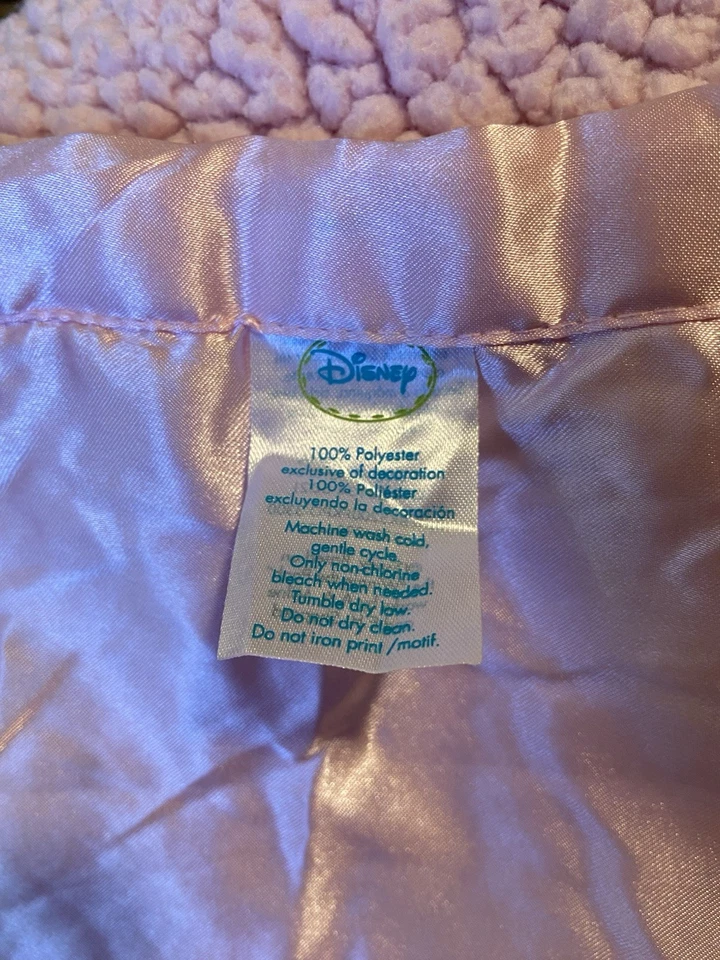 Disney
100% Polyester
exclusive of decoration
100% Poliéster
excluyendo la decoración
Machine wash cold,
gentle cycle.
Only non-chlorine
bleach when needed.
Tumble dry low.
Do not dry clean.
Do not iron print /motif.